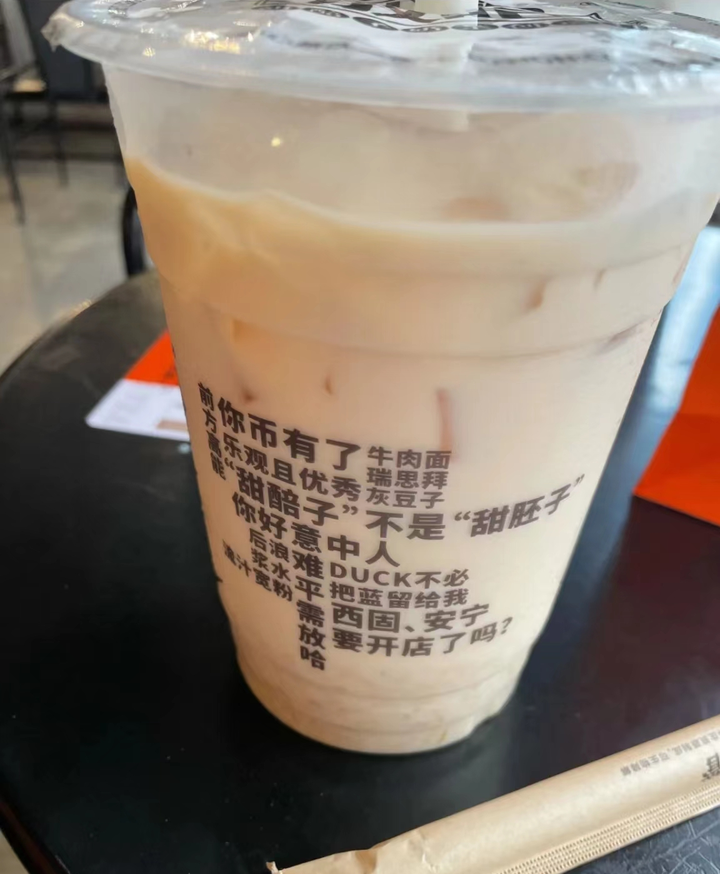 前方高能
你币有了
牛肉面
乐观且优秀
瑞思拜
灰豆子
“甜醅子”不是“甜胚子”
你好意中人
后浪
难DUCK不必
浆水
平
把蓝留给我
宽粉
需放哈
西固、安宁
要开店了吗？